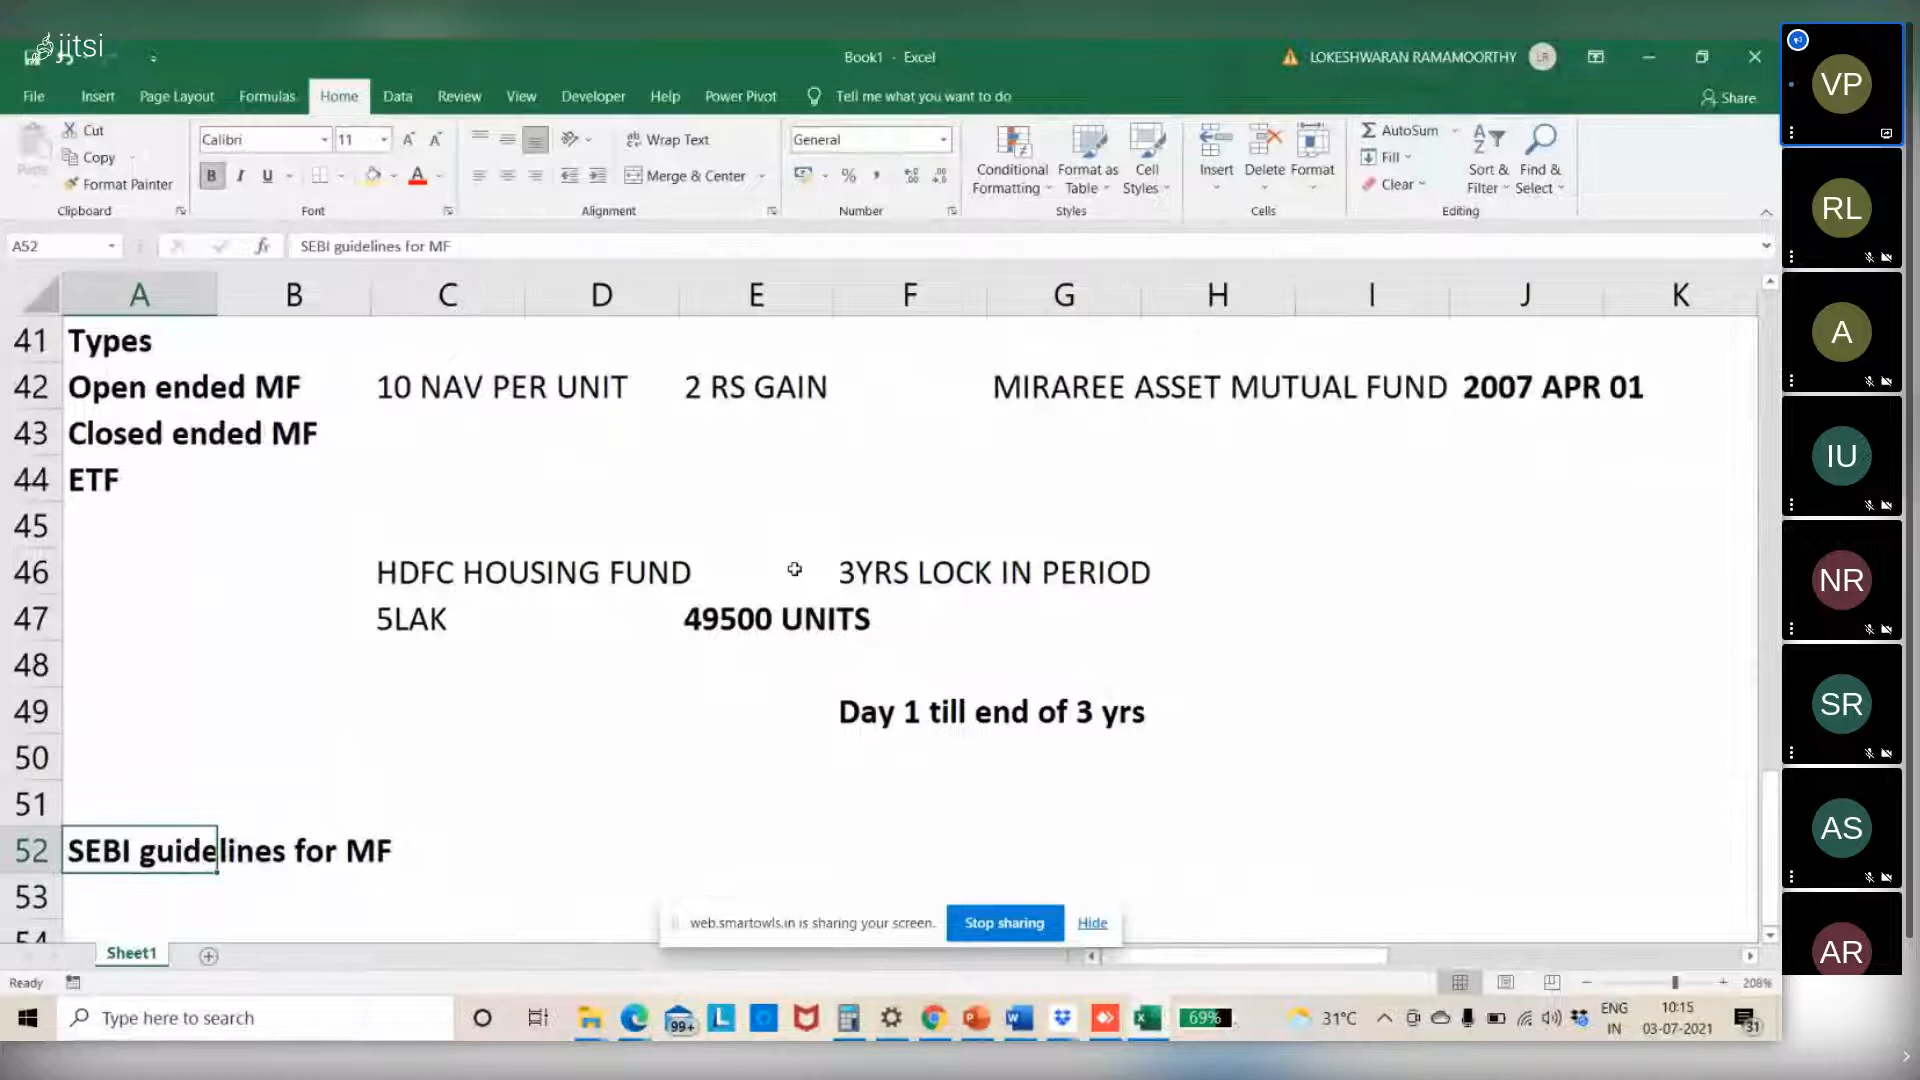 jitsi
Book1 - Excel
LOKESHWARAN RAMAMOORTHY LR
File Insert Page Layout Formulas Home Data Review View Developer Help Power Pivot Tell me what you want to do Share
Paste Cut Copy Format Painter
Calibri 11 Wrap Text General
B I U A Merge & Center % ,
Conditional Formatting Format as Table Cell Styles
Insert Delete Format
AutoSum Fill Clear
Sort & Filter Find & Select
Clipboard Font Alignment Number Styles Cells Editing
A52 fx SEBI guidelines for MF
A B C D E F G H I J K
41 Types
42 Open ended MF 10 NAV PER UNIT 2 RS GAIN MIRAREE ASSET MUTUAL FUND 2007 APR 01
43 Closed ended MF
44 ETF
45
46 HDFC HOUSING FUND 3YRS LOCK IN PERIOD
47 5LAK 49500 UNITS
48
49 Day 1 till end of 3 yrs
50
51
52 SEBI guidelines for MF
53
54
web.smartowls.in is sharing your screen. Stop sharing Hide
Sheet1
Ready 208%
Type here to search 99+ 69% 31°C ENG IN 10:15 03-07-2021 31
VP
RL
A
IU
NR
SR
AS
AR